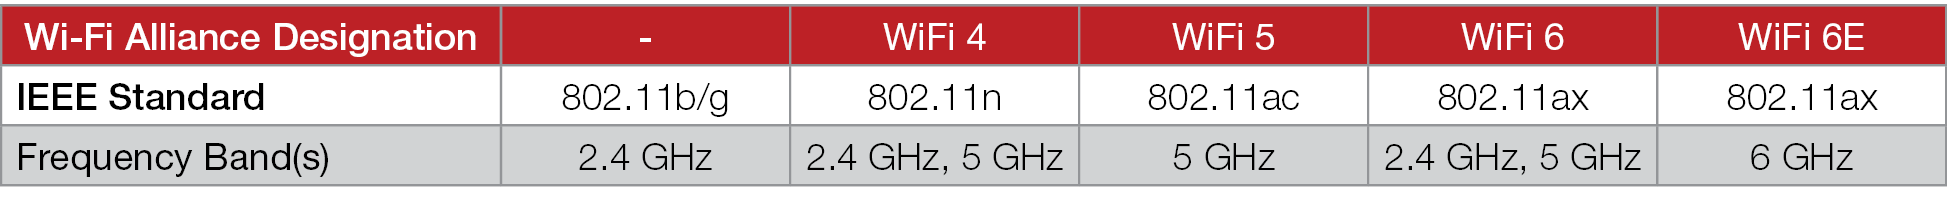 Wi-Fi Alliance Designation - WiFi 4 WiFi 5 WiFi 6 WiFi 6E
IEEE Standard 802.11b/g 802.11n 802.11ac 802.11ax 802.11ax
Frequency Band(s) 2.4 GHz 2.4 GHz, 5 GHz 5 GHz 2.4 GHz, 5 GHz 6 GHz